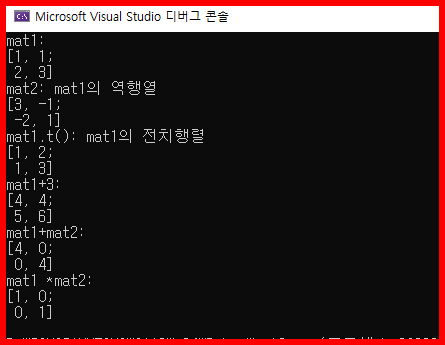 Microsoft Visual Studio 디버그 콘솔
mat1:
[1, 1;
 2, 3]
mat2: mat1의 역행열
[3, -1;
 -2, 1]
mat1.t(): mat1의 전치행렬
[1, 2;
 1, 3]
mat1+3:
[4, 4;
 5, 6]
mat1+mat2:
[4, 0;
 0, 4]
mat1 *mat2:
[1, 0;
 0, 1]